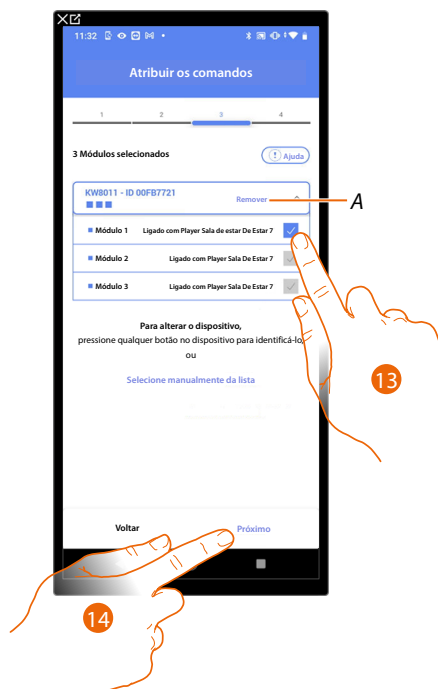 11:32
Atribuir os comandos
1 2 3 4
3 Módulos selecionados
Ajuda
KW8011 - ID 00FB7721
Remover
A
Módulo 1 Ligado com Player Sala de estar De Estar 7
Módulo 2 Ligado com Player Sala De Estar 7
Módulo 3 Ligado com Player Sala De Estar 7
Para alterar o dispositivo,
pressione qualquer botão no dispositivo para identificá-lo,
ou
Selecione manualmente da lista
13
Voltar Próximo
14